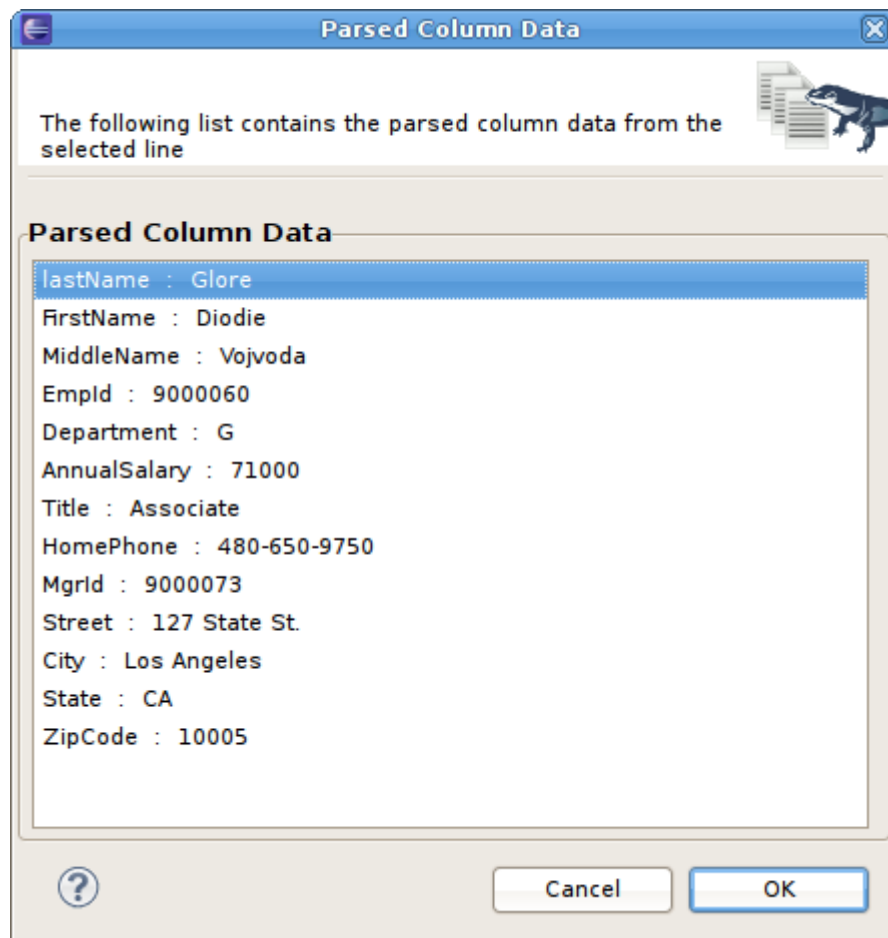 Parsed Column Data
The following list contains the parsed column data from the
selected line
Parsed Column Data
lastName : Glore
FirstName : Diodie
MiddleName : Vojvoda
EmpId : 9000060
Department : G
AnnualSalary : 71000
Title : Associate
HomePhone : 480-650-9750
MgrId : 9000073
Street : 127 State St.
City : Los Angeles
State : CA
ZipCode : 10005
?
Cancel
OK